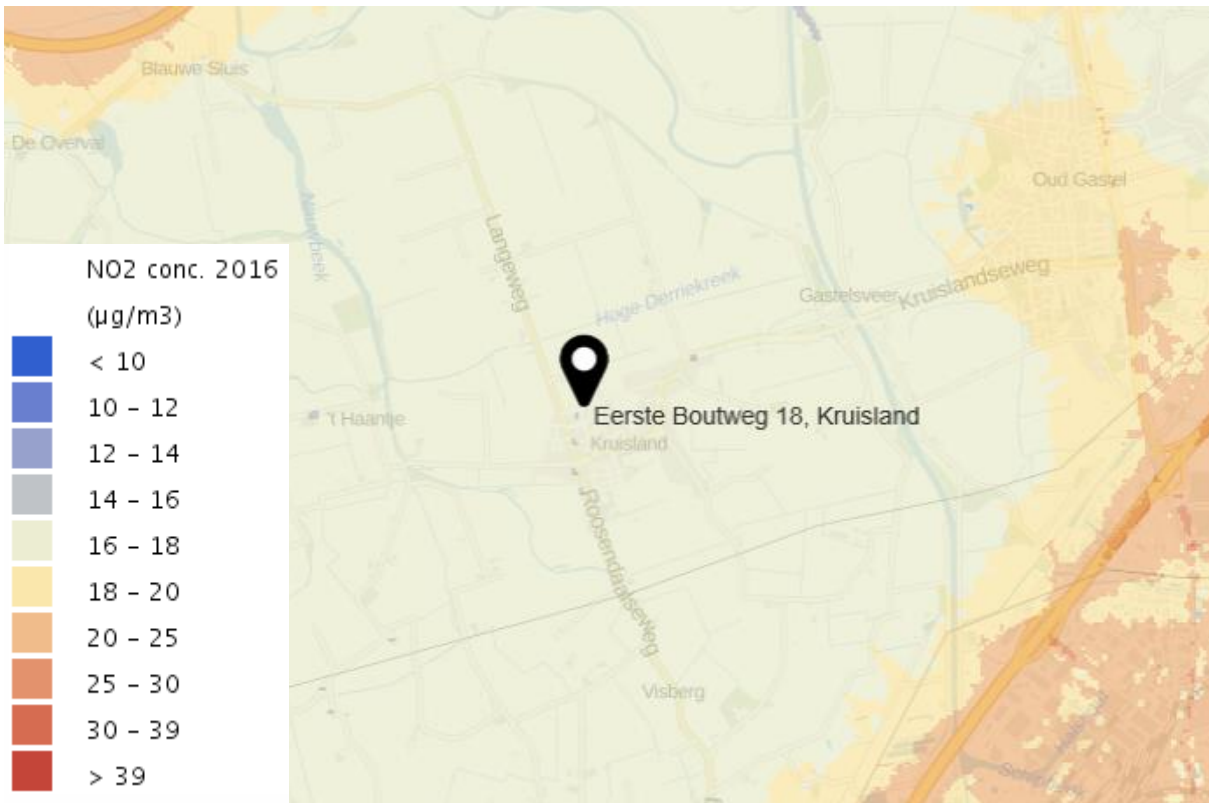 Blauwe Sluis
De Overval
Oud Gastel
Nauwbeek
Langeweg
NO2 conc. 2016
(µg/m3)
< 10
10 – 12
12 – 14
14 – 16
16 – 18
18 – 20
20 – 25
25 – 30
30 – 39
> 39
Hoge Derriekreek
Gastelsveer
Kruislandseweg
't Haantje
Eerste Boutweg 18, Kruisland
Kruisland
Roosendaalseweg
Visberg